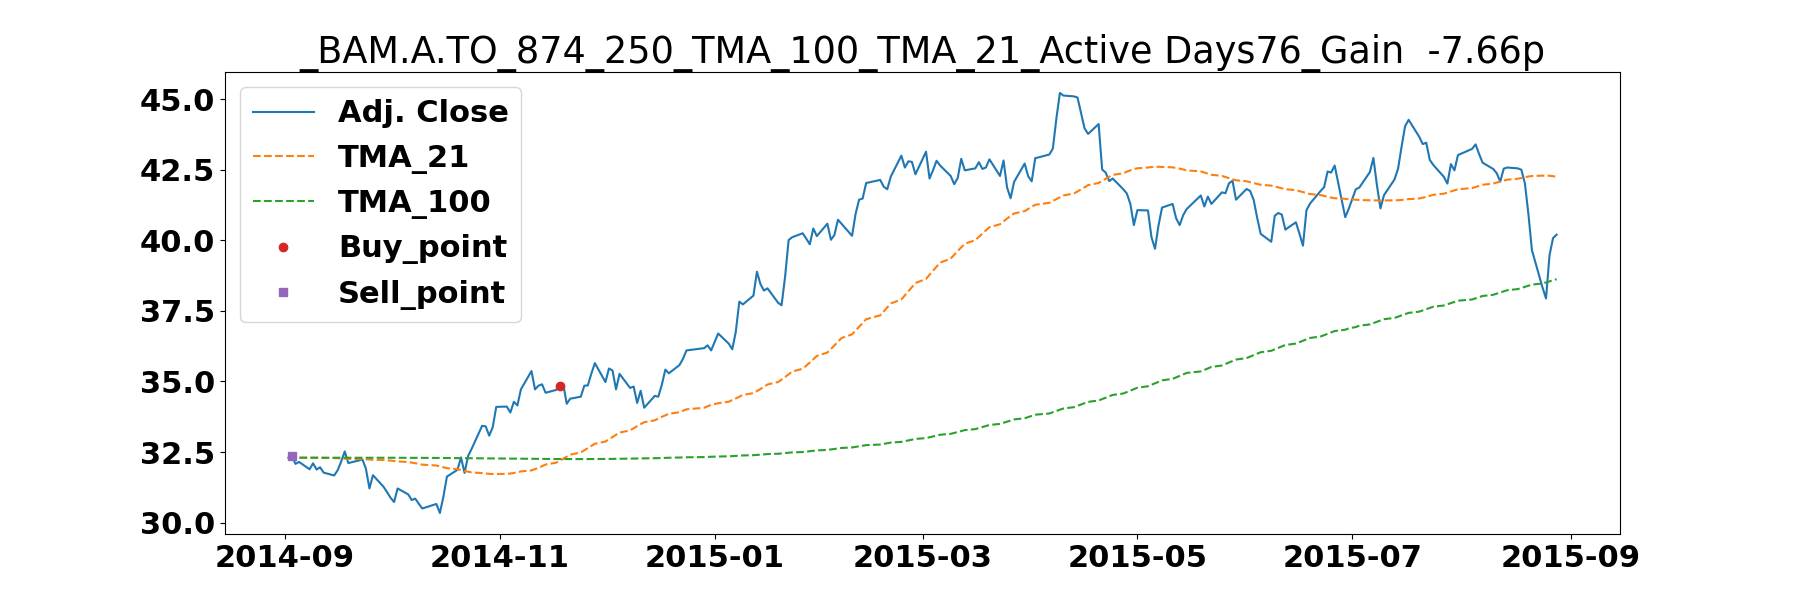 _BAM.A.TO_874_250_TMA_100_TMA_21_Active Days76_Gain  -7.66p
45.0
42.5
40.0
37.5
35.0
32.5
30.0
Adj. Close
TMA_21
TMA_100
Buy_point
Sell_point
2014-09 2014-11 2015-01 2015-03 2015-05 2015-07 2015-09